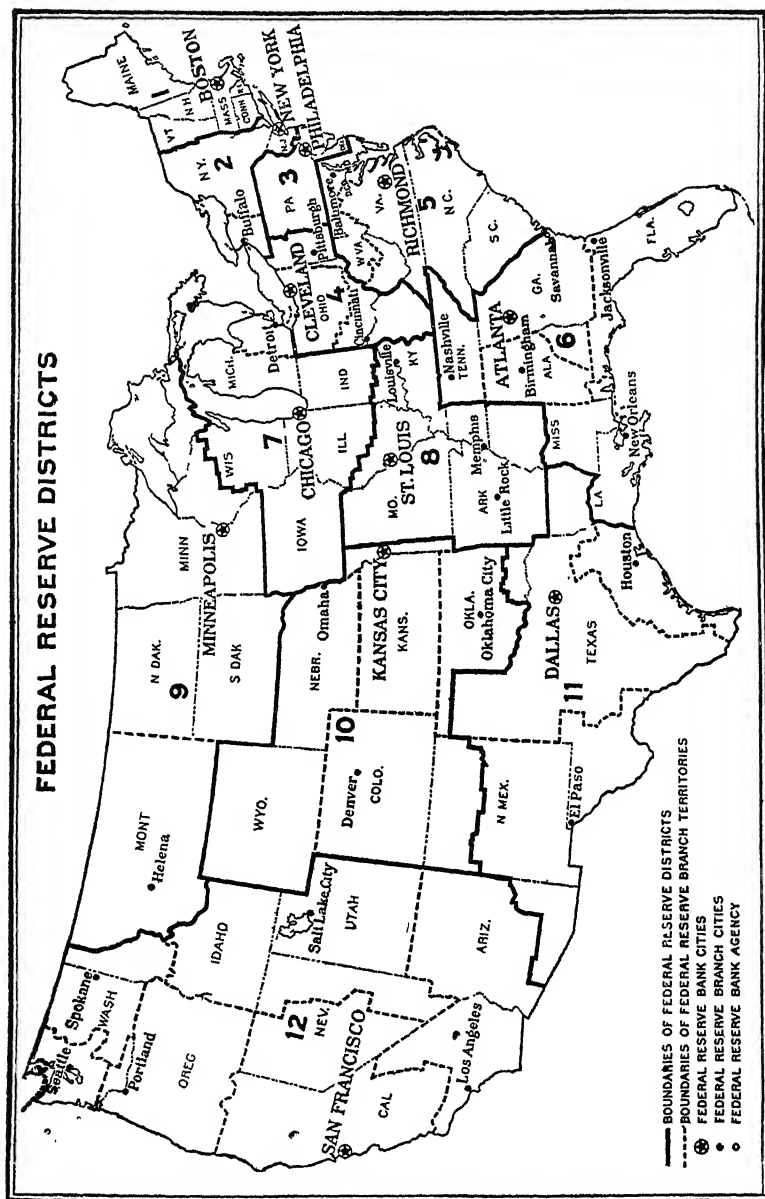 FEDERAL RESERVE DISTRICTS
MAINE
1
VT
N H
BOSTON
MASS
CONN
R I
N.Y.
2
Buffalo
NEW YORK
N J
PHILADELPHIA
PA
3
Pittsburgh
Baltimore
MD
DEL
D.C.
VA.
W VA
RICHMOND
5
N C.
S C.
CLEVELAND
OHIO
4
Cincinnati
Detroit
MICH.
IND
Louisville
KY
Nashville
TENN.
ATLANTA
GA.
Savannah
Birmingham
ALA
6
Jacksonville
FLA.
WIS
7
CHICAGO
ILL
IOWA
ST. LOUIS
MO.
8
Memphis
ARK
Little Rock
MISS
LA
New Orleans
MINN
MINNEAPOLIS
N DAK.
9
S DAK
NEBR.
Omaha
KANSAS CITY
KANS.
10
OKLA.
Oklahoma City
DALLAS
TEXAS
11
Houston
El Paso
N MEX.
MONT
Helena
WYO.
Denver
COLO.
IDAHO
Salt Lake City
UTAH
ARIZ.
Spokane
WASH
Seattle
Portland
OREG
12
NEV.
SAN FRANCISCO
CAL
Los Angeles
BOUNDARIES OF FEDERAL RESERVE DISTRICTS
BOUNDARIES OF FEDERAL RESERVE BRANCH TERRITORIES
FEDERAL RESERVE BANK CITIES
FEDERAL RESERVE BRANCH CITIES
FEDERAL RESERVE BANK AGENCY